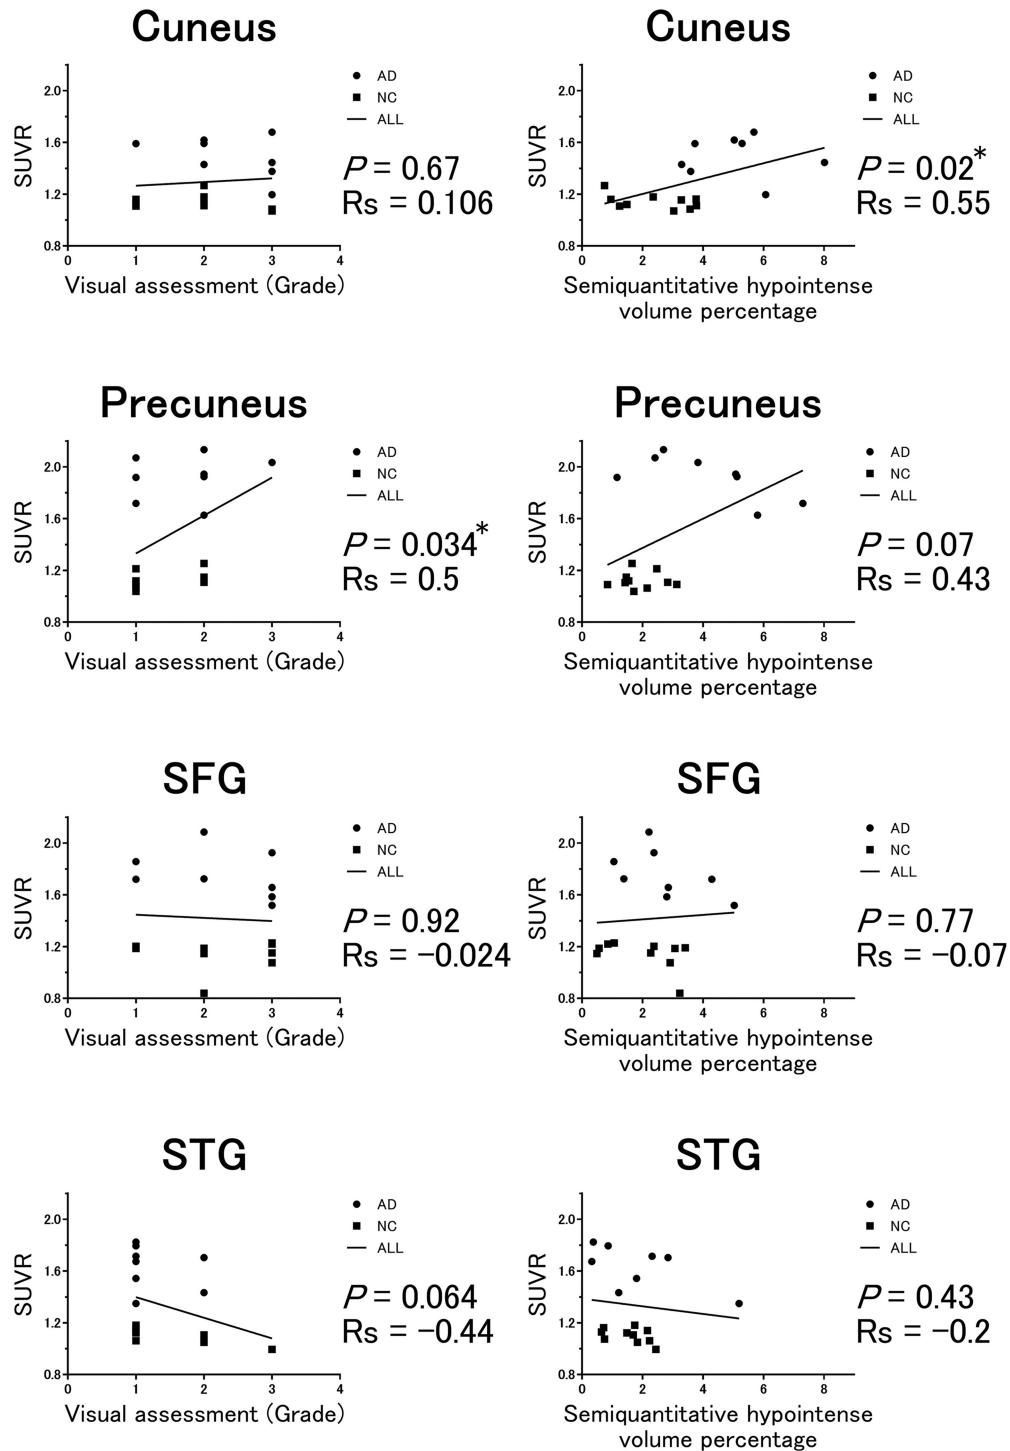 Cuneus
SUVR
2.0
1.6
1.2
0.8
0 1 2 3 4
Visual assessment (Grade)
AD
NC
ALL
P = 0.67
Rs = 0.106
Cuneus
SUVR
2.0
1.6
1.2
0.8
0 2 4 6 8
Semiquantitative hypointense
volume percentage
AD
NC
ALL
P = 0.02*
Rs = 0.55
Precuneus
SUVR
2.0
1.6
1.2
0.8
0 1 2 3 4
Visual assessment (Grade)
AD
NC
ALL
P = 0.034*
Rs = 0.5
Precuneus
SUVR
2.0
1.6
1.2
0.8
0 2 4 6 8
Semiquantitative hypointense
volume percentage
AD
NC
ALL
P = 0.07
Rs = 0.43
SFG
SUVR
2.0
1.6
1.2
0.8
0 1 2 3 4
Visual assessment (Grade)
AD
NC
ALL
P = 0.92
Rs = −0.024
SFG
SUVR
2.0
1.6
1.2
0.8
0 2 4 6 8
Semiquantitative hypointense
volume percentage
AD
NC
ALL
P = 0.77
Rs = −0.07
STG
SUVR
2.0
1.6
1.2
0.8
0 1 2 3 4
Visual assessment (Grade)
AD
NC
ALL
P = 0.064
Rs = −0.44
STG
SUVR
2.0
1.6
1.2
0.8
0 2 4 6 8
Semiquantitative hypointense
volume percentage
AD
NC
ALL
P = 0.43
Rs = −0.2